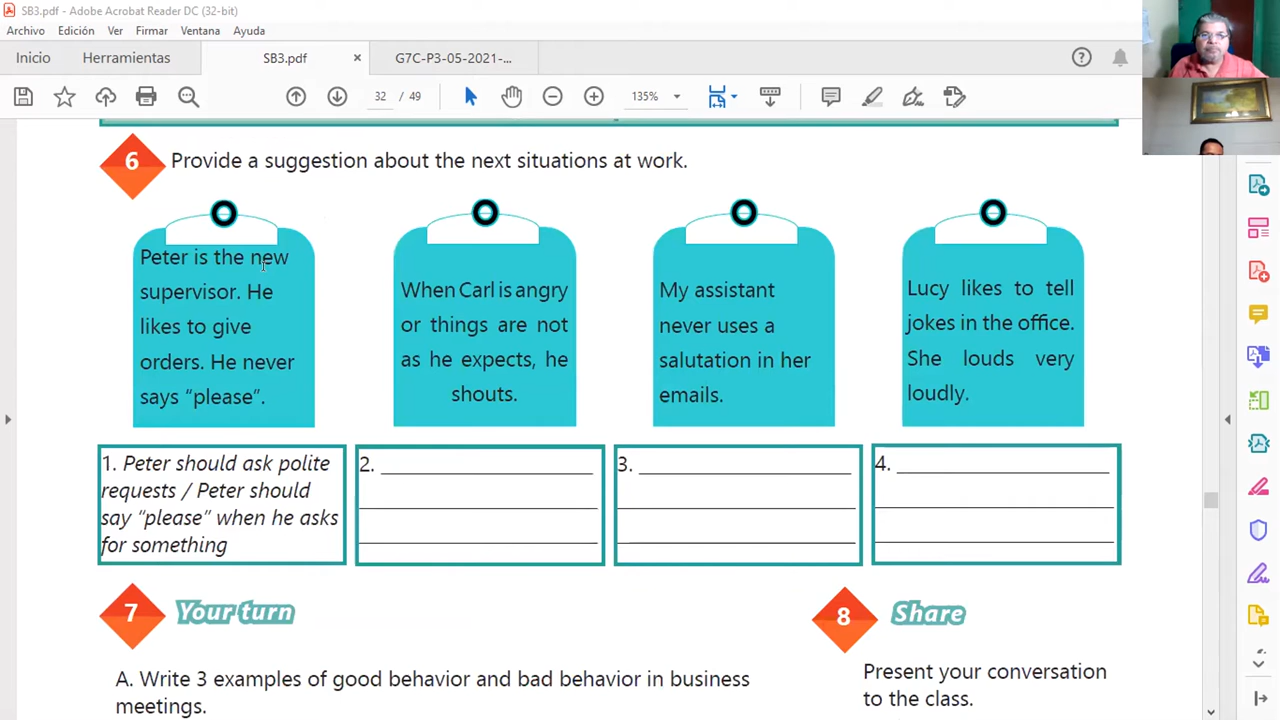 SB3.pdf - Adobe Acrobat Reader DC (32-bit)
Archivo Edición Ver Firmar Ventana Ayuda
Inicio Herramientas SB3.pdf × G7C-P3-05-2021-...
32 / 49 135%
6 Provide a suggestion about the next situations at work.
Peter is the new
supervisor. He
likes to give
orders. He never
says “please”.
When Carl is angry
or things are not
as he expects, he
shouts.
My assistant
never uses a
salutation in her
emails.
Lucy likes to tell
jokes in the office.
She louds very
loudly.
1. Peter should ask polite
requests / Peter should
say “please” when he asks
for something
2.
3.
4.
7 Your turn
A. Write 3 examples of good behavior and bad behavior in business
meetings.
8 Share
Present your conversation
to the class.